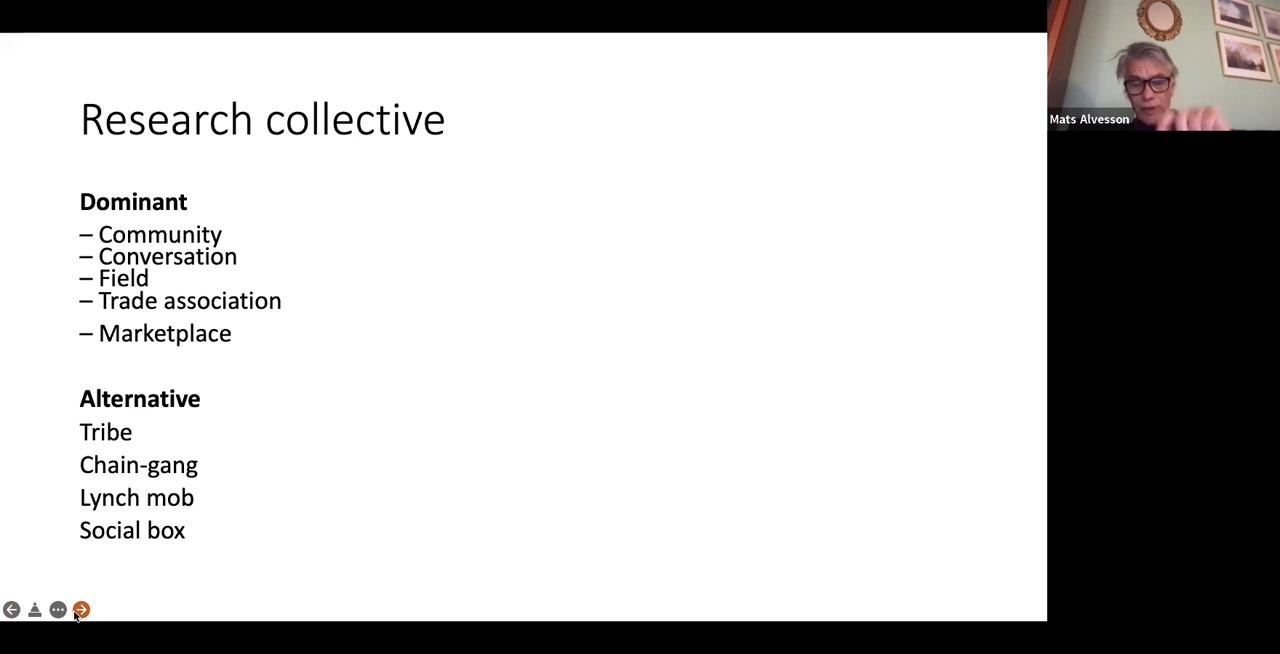 Research collective
Dominant
– Community
– Conversation
– Field
– Trade association
– Marketplace
Alternative
Tribe
Chain-gang
Lynch mob
Social box
Mats Alvesson